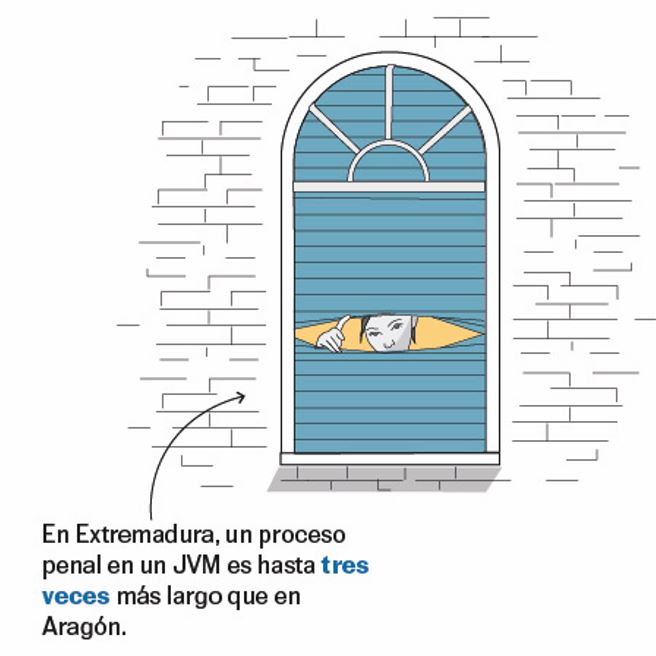 En Extremadura, un proceso
penal en un JVM es hasta tres
veces más largo que en
Aragón.